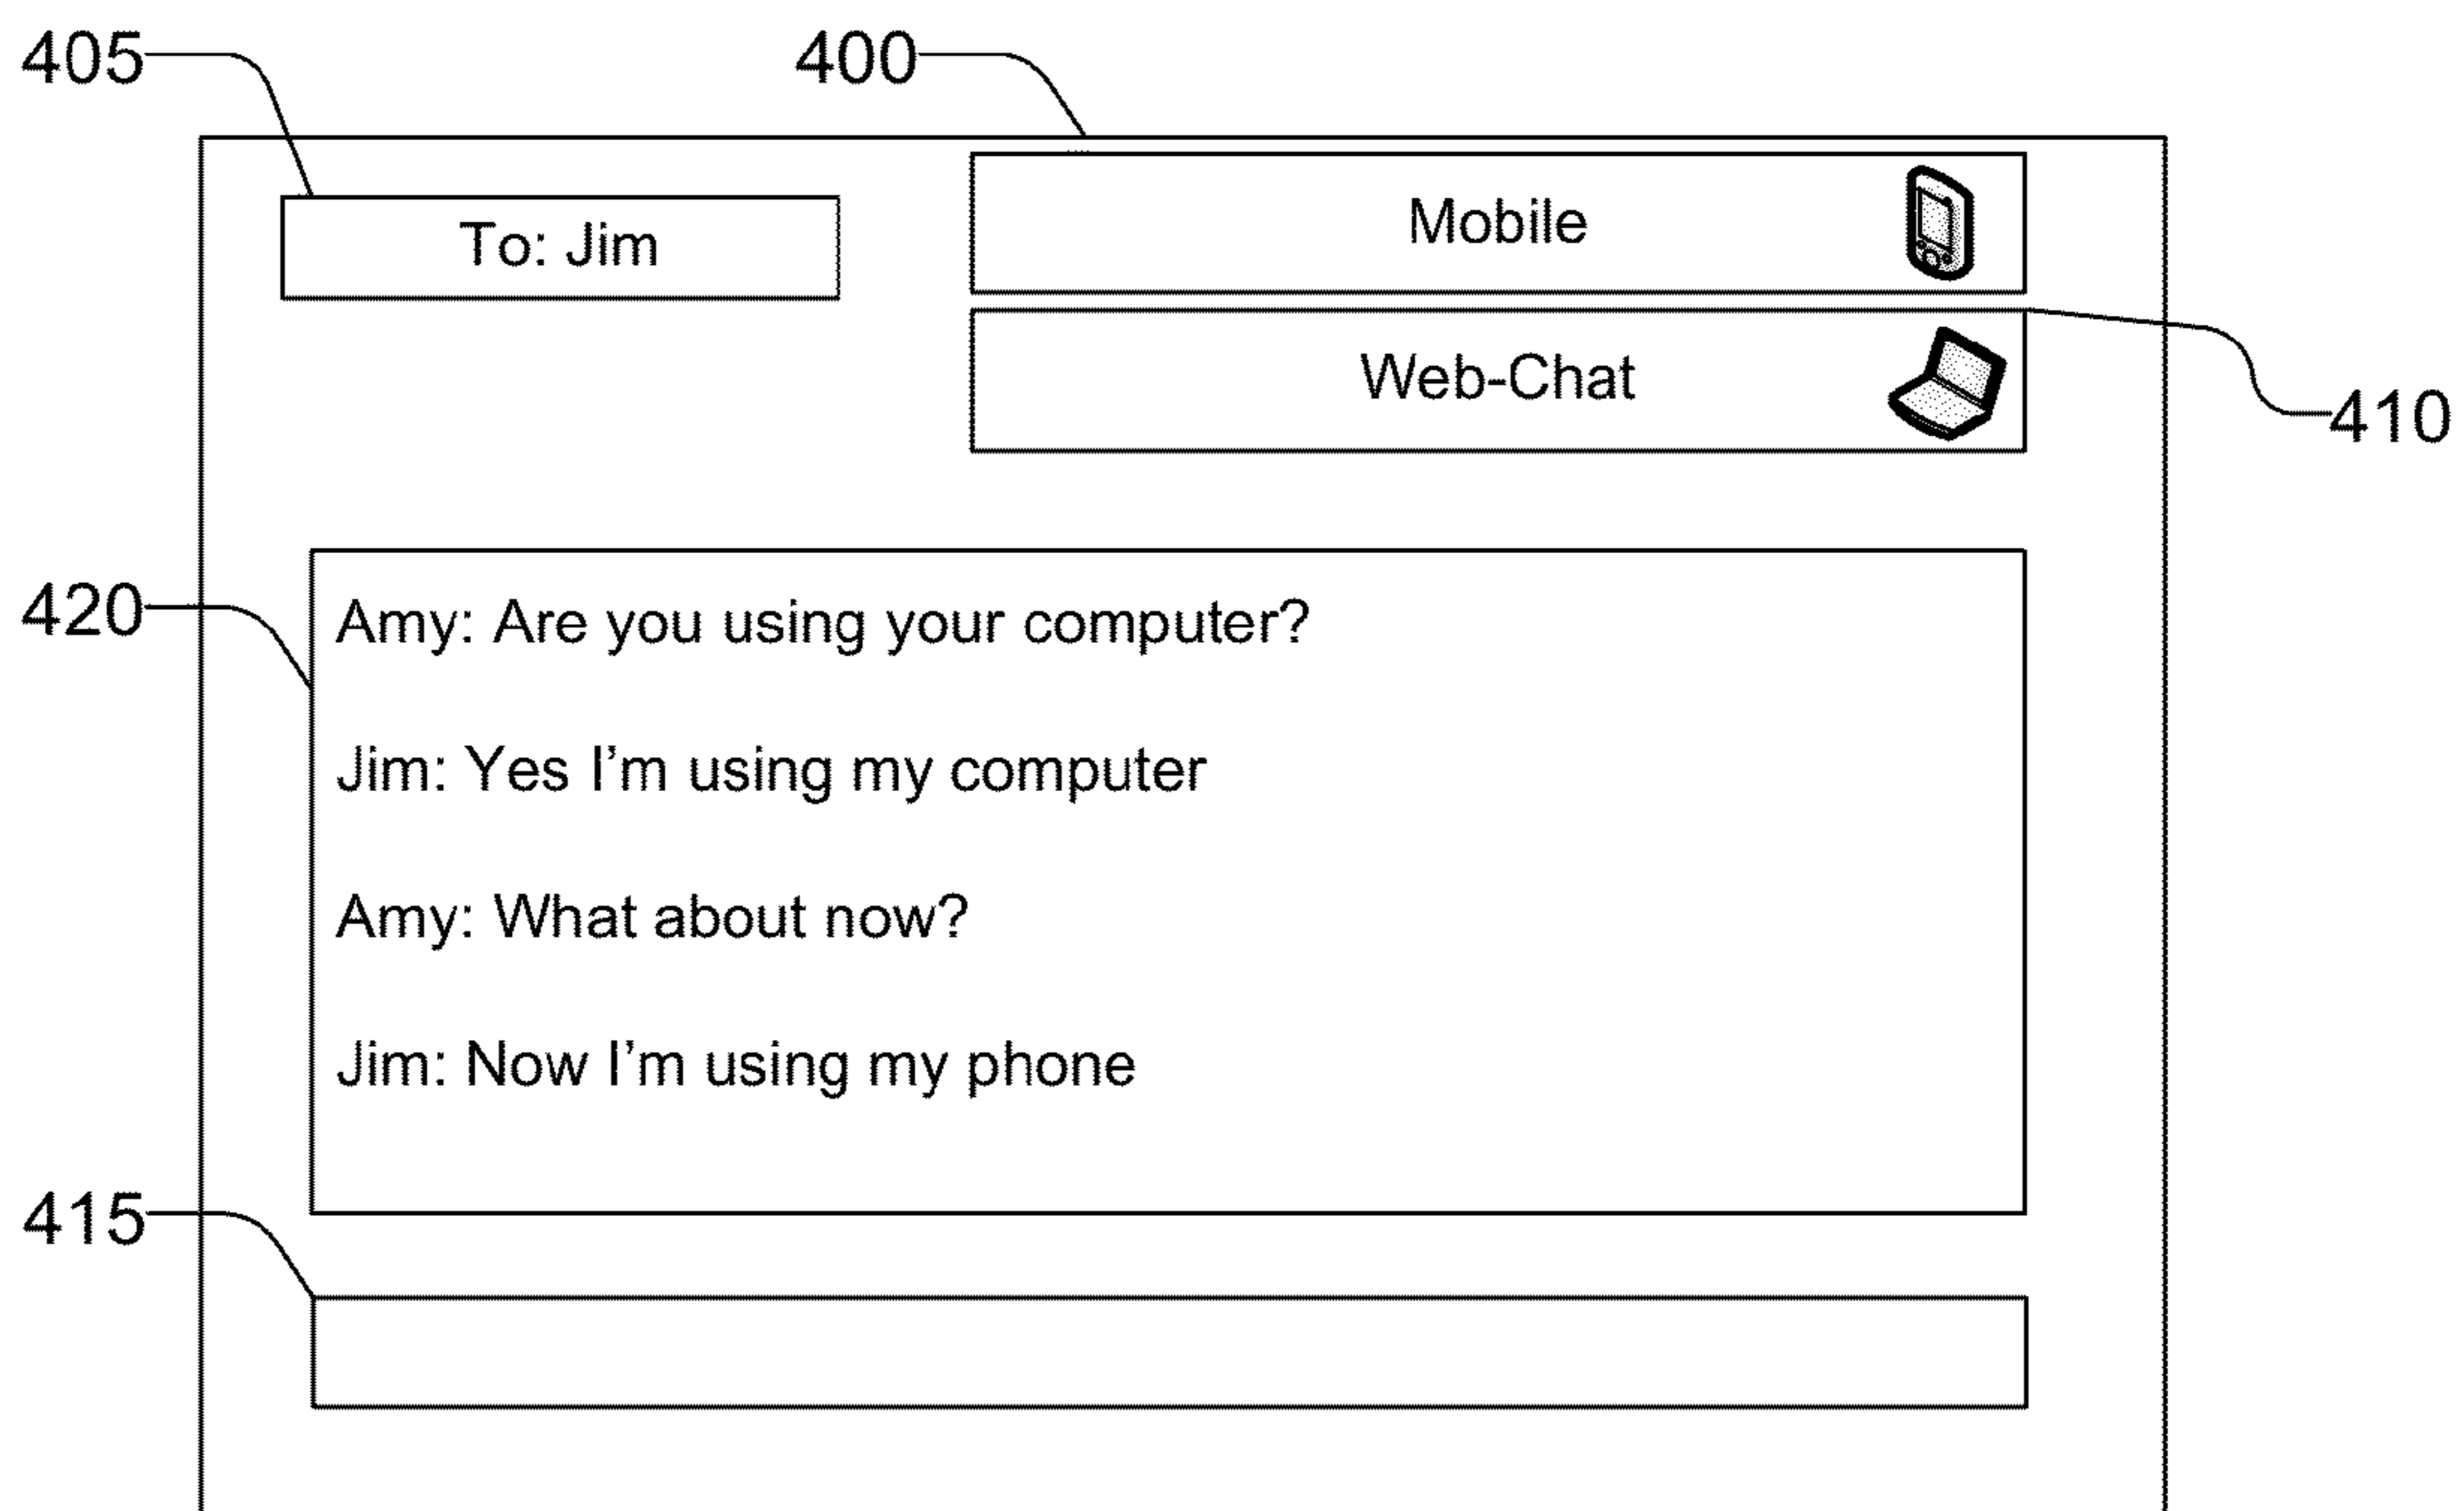 405
400
To: Jim
Mobile
Web-Chat
410
420
Amy: Are you using your computer?
Jim: Yes I'm using my computer
Amy: What about now?
Jim: Now I'm using my phone
415